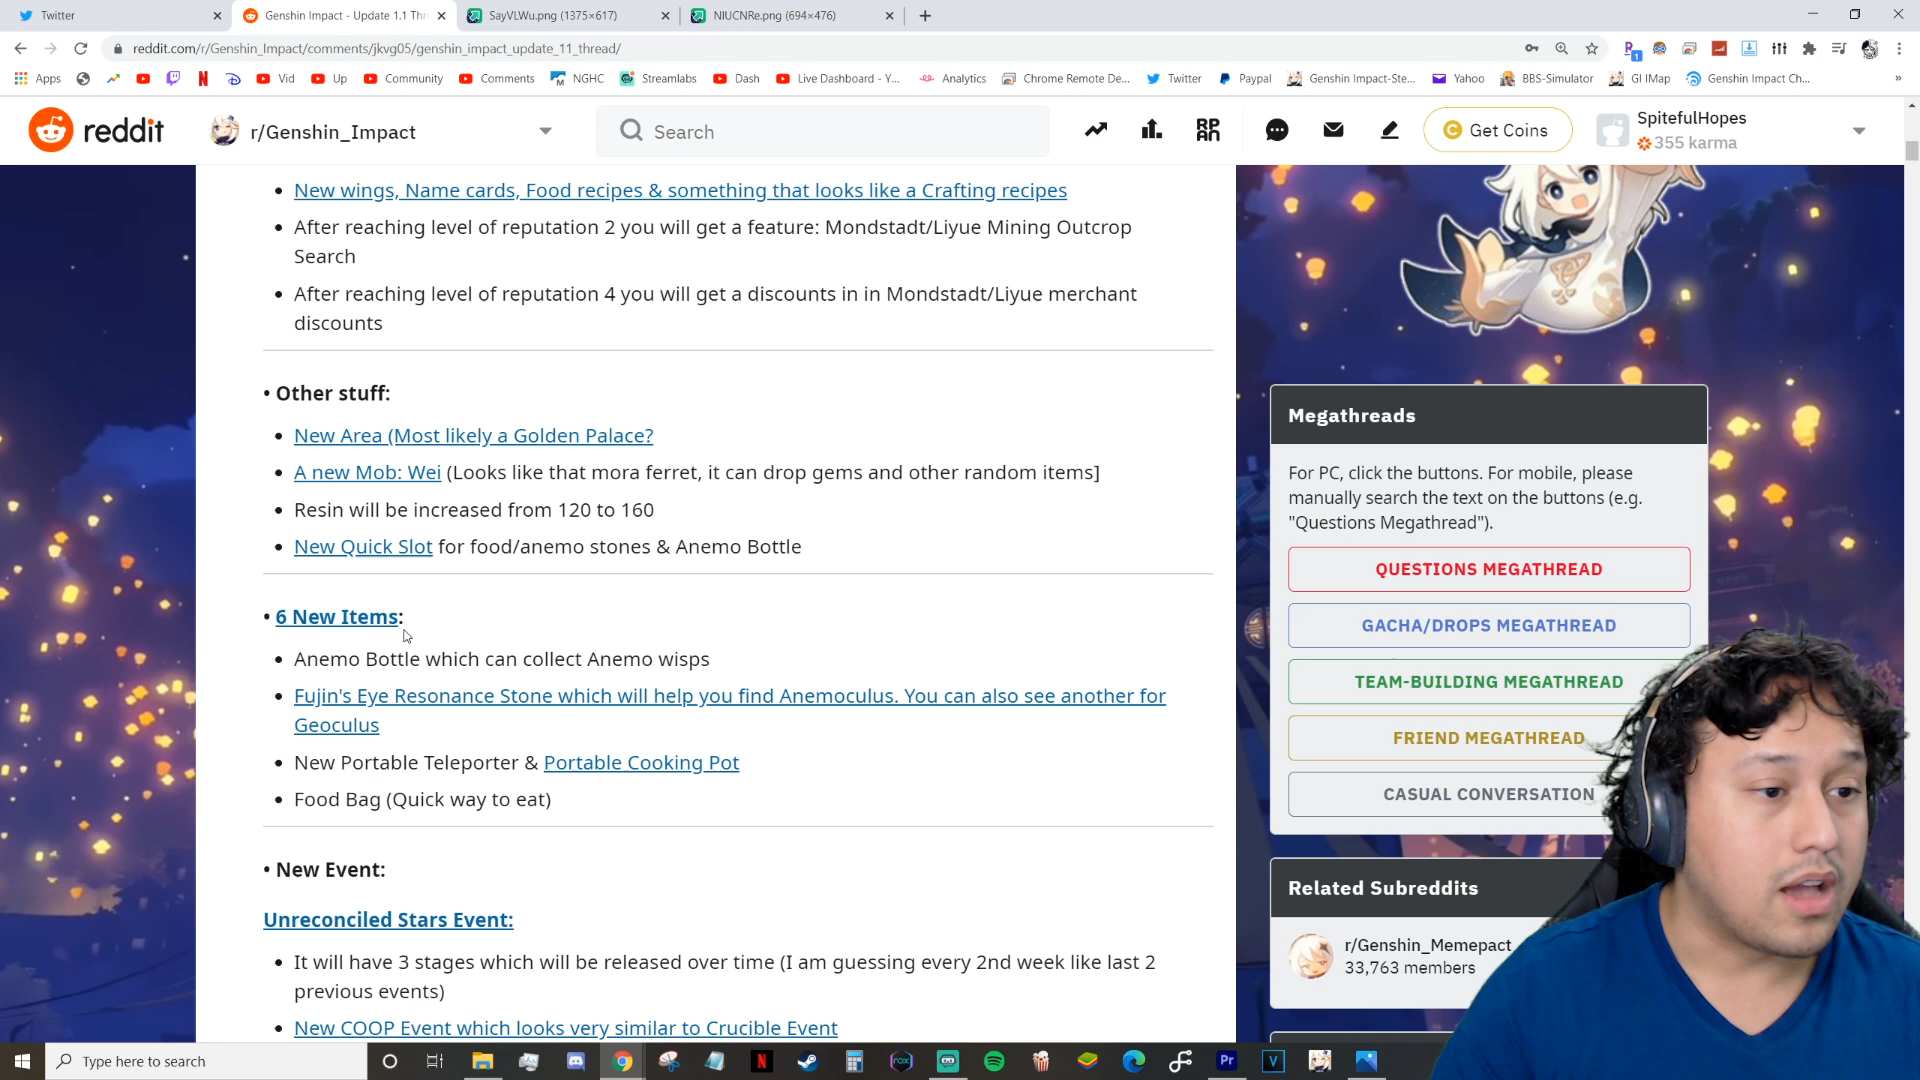 Twitter
Genshin Impact - Update 1.1 Thr
SayVLWu.png (1375×617)
NIUCNRe.png (694×476)
reddit.com/r/Genshin_Impact/comments/jkvg05/genshin_impact_update_11_thread/
Apps Vid Up Community Comments NGHC Streamlabs Dash Live Dashboard - Y... Analytics Chrome Remote De... Twitter Paypal Genshin Impact-Ste... Yahoo BBS-Simulator GI IMap Genshin Impact Ch...
reddit r/Genshin_Impact Search Get Coins SpitefulHopes
355 karma
• New wings, Name cards, Food recipes & something that looks like a Crafting recipes
• After reaching level of reputation 2 you will get a feature: Mondstadt/Liyue Mining Outcrop
Search
• After reaching level of reputation 4 you will get a discounts in in Mondstadt/Liyue merchant
discounts
• Other stuff:
• New Area (Most likely a Golden Palace?
• A new Mob: Wei (Looks like that mora ferret, it can drop gems and other random items]
• Resin will be increased from 120 to 160
• New Quick Slot for food/anemo stones & Anemo Bottle
• 6 New Items:
• Anemo Bottle which can collect Anemo wisps
• Fujin's Eye Resonance Stone which will help you find Anemoculus. You can also see another for
Geoculus
• New Portable Teleporter & Portable Cooking Pot
• Food Bag (Quick way to eat)
• New Event:
Unreconciled Stars Event:
• It will have 3 stages which will be released over time (I am guessing every 2nd week like last 2
previous events)
• New COOP Event which looks very similar to Crucible Event
Megathreads
For PC, click the buttons. For mobile, please
manually search the text on the buttons (e.g.
"Questions Megathread").
QUESTIONS MEGATHREAD
GACHA/DROPS MEGATHREAD
TEAM-BUILDING MEGATHREAD
FRIEND MEGATHREAD
CASUAL CONVERSATION
Related Subreddits
r/Genshin_Memepact
33,763 members
Type here to search